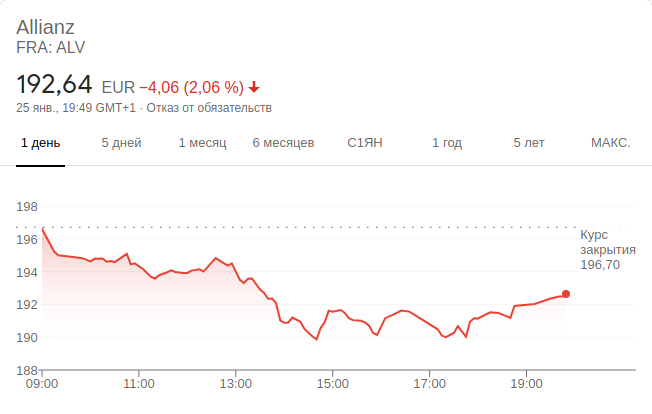 Allianz
FRA: ALV
192,64 EUR −4,06 (2,06 %)
25 янв., 19:49 GMT+1 · Отказ от обязательств
1 день 5 дней 1 месяц 6 месяцев С1ЯН 1 год 5 лет МАКС.
198
196
194
192
190
188
Курс
закрытия
196,70
09:00 11:00 13:00 15:00 17:00 19:00